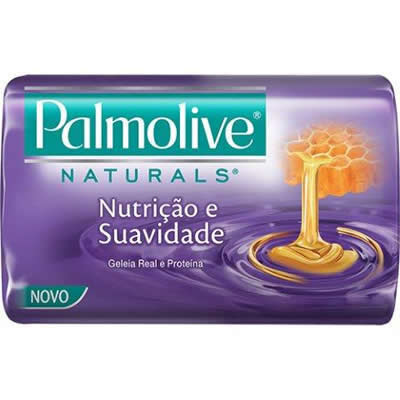 Palmolive®
NATURALS®
Nutrição e
Suavidade
Geleia Real e Proteína
NOVO